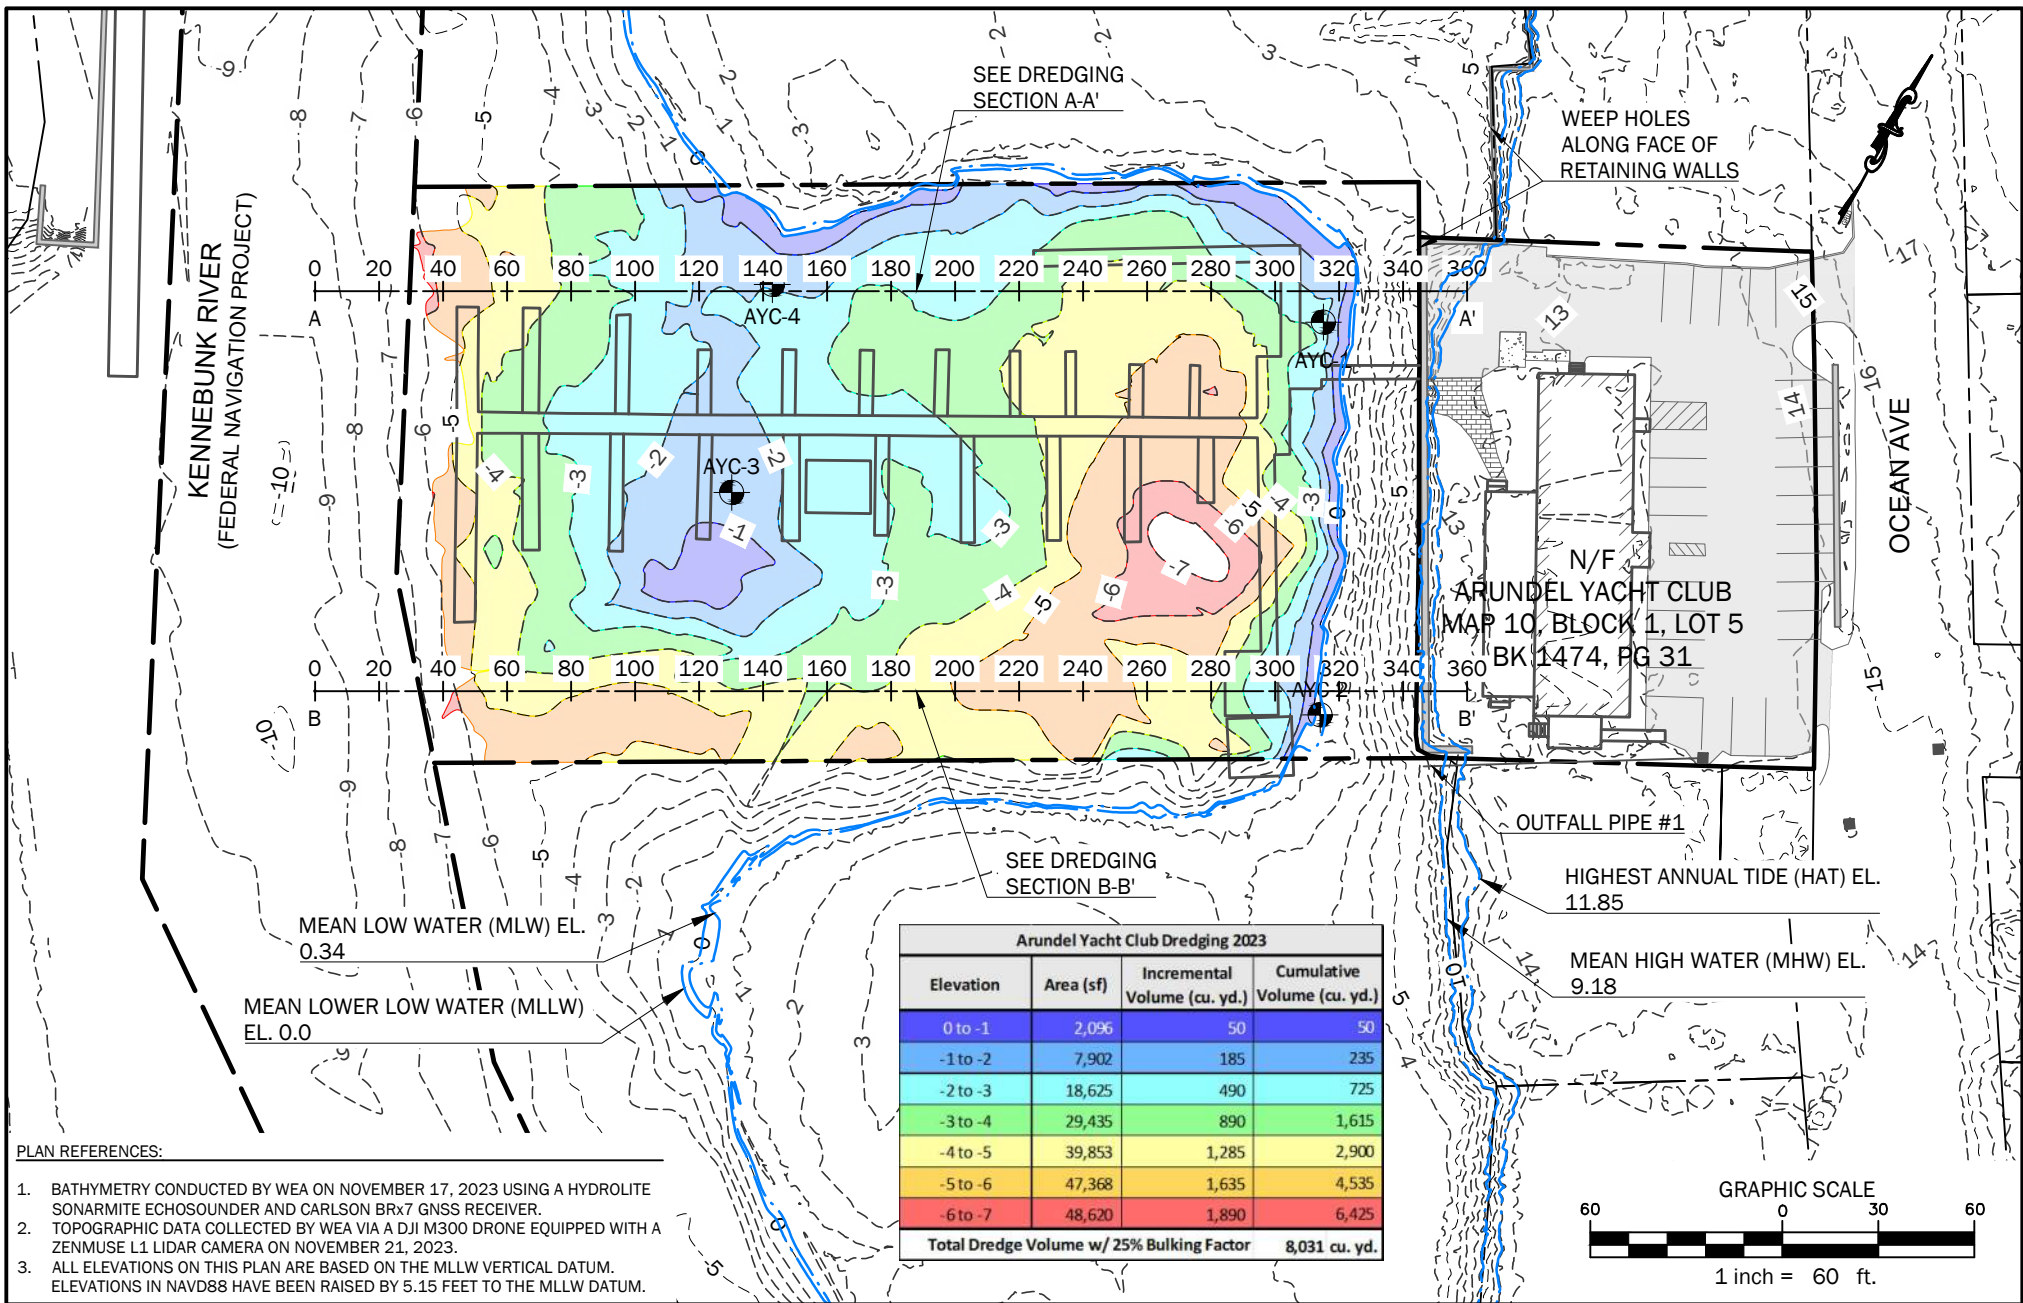 SEE DREDGING
SECTION A-A'
WEEP HOLES
ALONG FACE OF
RETAINING WALLS
KENNEBUNK RIVER
(FEDERAL NAVIGATION PROJECT)
0 20 40 60 80 100 120 140 160 180 200 220 240 260 280 300 320 340 360
A
A'
AYC-4
AYC-1
AYC-3
0 20 40 60 80 100 120 140 160 180 200 220 240 260 280 300 320 340 360
B
B'
AYC-2
N/F
ARUNDEL YACHT CLUB
MAP 10, BLOCK 1, LOT 5
BK 1474, PG 31
OCEAN AVE
OUTFALL PIPE #1
SEE DREDGING
SECTION B-B'
HIGHEST ANNUAL TIDE (HAT) EL.
11.85
MEAN HIGH WATER (MHW) EL.
9.18
MEAN LOW WATER (MLW) EL.
0.34
MEAN LOWER LOW WATER (MLLW)
EL. 0.0
Arundel Yacht Club Dredging 2023
Elevation Area (sf) Incremental Volume (cu. yd.) Cumulative Volume (cu. yd.)
0 to -1 2,096 50 50
-1 to -2 7,902 185 235
-2 to -3 18,625 490 725
-3 to -4 29,435 890 1,615
-4 to -5 39,853 1,285 2,900
-5 to -6 47,368 1,635 4,535
-6 to -7 48,620 1,890 6,425
Total Dredge Volume w/ 25% Bulking Factor 8,031 cu. yd.
PLAN REFERENCES:
1. BATHYMETRY CONDUCTED BY WEA ON NOVEMBER 17, 2023 USING A HYDROLITE
SONARMITE ECHOSOUNDER AND CARLSON BRx7 GNSS RECEIVER.
2. TOPOGRAPHIC DATA COLLECTED BY WEA VIA A DJI M300 DRONE EQUIPPED WITH A
ZENMUSE L1 LIDAR CAMERA ON NOVEMBER 21, 2023.
3. ALL ELEVATIONS ON THIS PLAN ARE BASED ON THE MLLW VERTICAL DATUM.
ELEVATIONS IN NAVD88 HAVE BEEN RAISED BY 5.15 FEET TO THE MLLW DATUM.
GRAPHIC SCALE
60 0 30 60
1 inch = 60 ft.